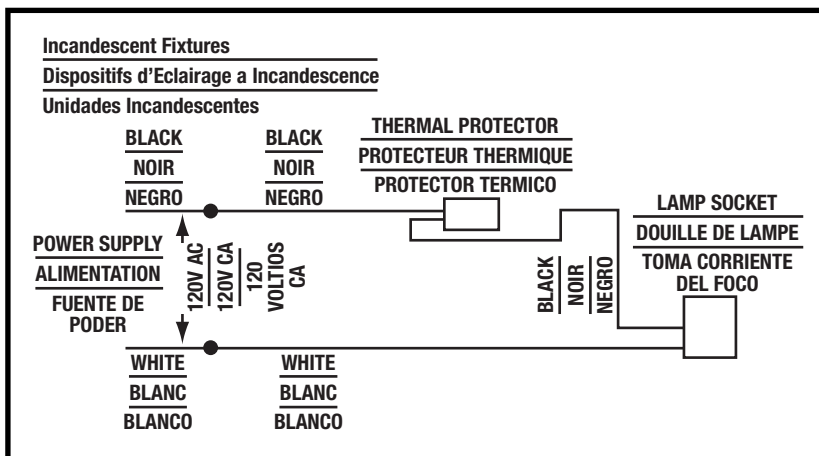 Incandescent Fixtures
Dispositifs d'Eclairage a Incandescence
Unidades Incandescentes
BLACK
NOIR
NEGRO
BLACK
NOIR
NEGRO
THERMAL PROTECTOR
PROTECTEUR THERMIQUE
PROTECTOR TERMICO
LAMP SOCKET
DOUILLE DE LAMPE
TOMA CORRIENTE
DEL FOCO
POWER SUPPLY
ALIMENTATION
FUENTE DE
PODER
120V AC
120V CA
120
VOLTIOS
CA
BLACK
NOIR
NEGRO
WHITE
BLANC
BLANCO
WHITE
BLANC
BLANCO